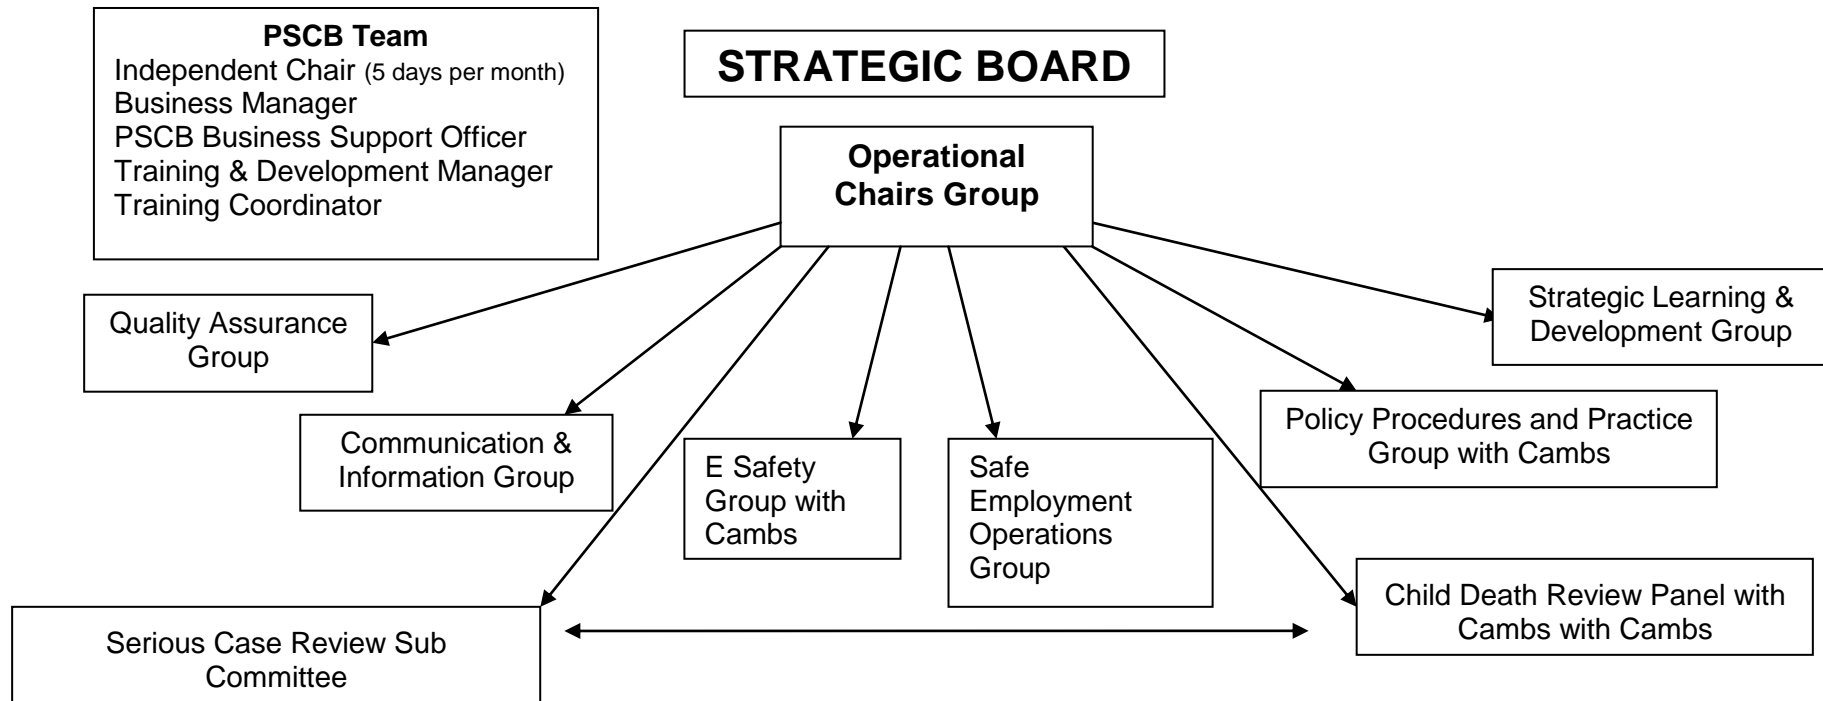 PSCB Team
Independent Chair (5 days per month)
Business Manager
PSCB Business Support Officer
Training & Development Manager
Training Coordinator
STRATEGIC BOARD
Operational
Chairs Group
Quality Assurance
Group
Communication &
Information Group
E Safety
Group with
Cambs
Safe
Employment
Operations
Group
Strategic Learning &
Development Group
Policy Procedures and Practice
Group with Cambs
Serious Case Review Sub
Committee
Child Death Review Panel with
Cambs with Cambs